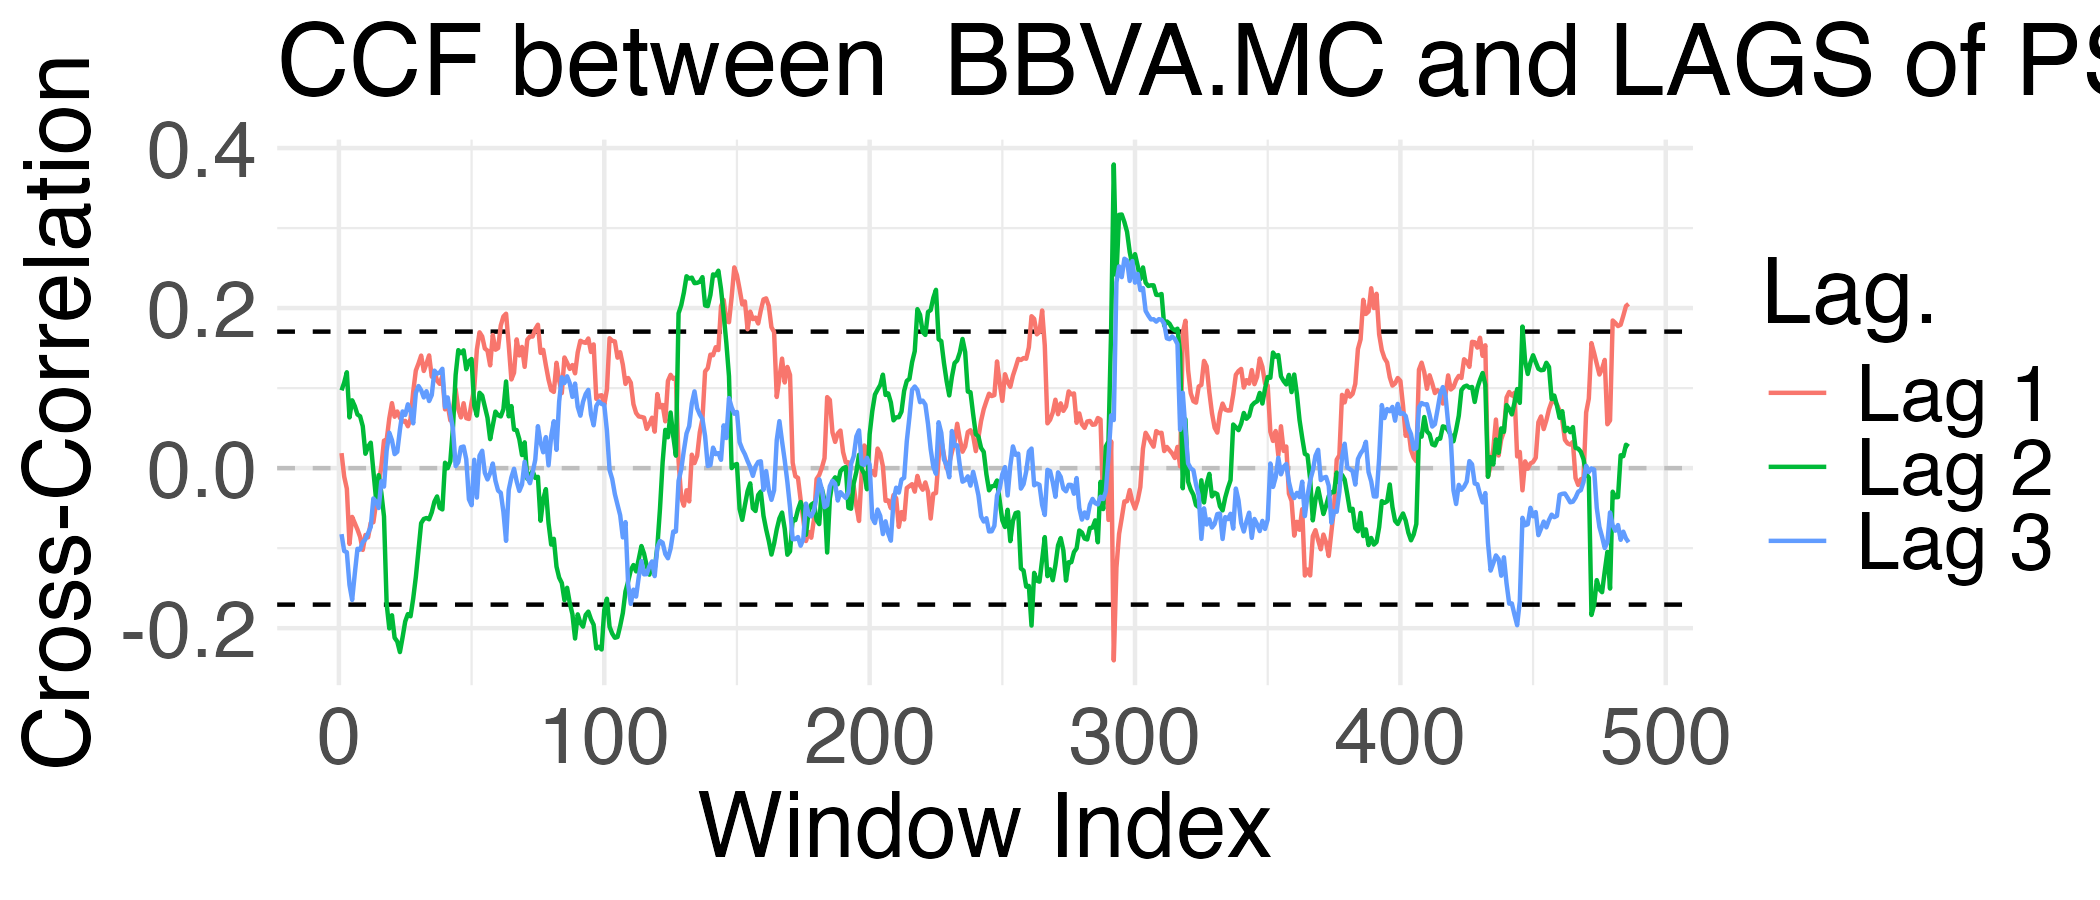 CCF between BBVA.MC and LAGS of
Cross-Correlation
0.4
0.2
0.0
-0.2
0
100
200
300
400
500
Window Index
Lag.
Lag 1
Lag 2
Lag 3